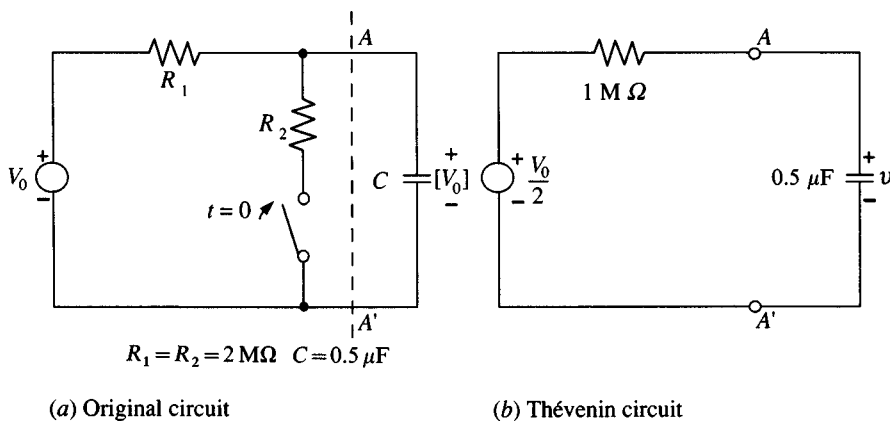 A
R₁
R₂
+
V₀
−
t=0
C
+
[V₀]
−
A'
R₁=R₂=2 MΩ C=0.5 μF
(a) Original circuit
A
1 M Ω
+
V₀/2
−
0.5 μF
+
υ
−
A'
(b) Thévenin circuit